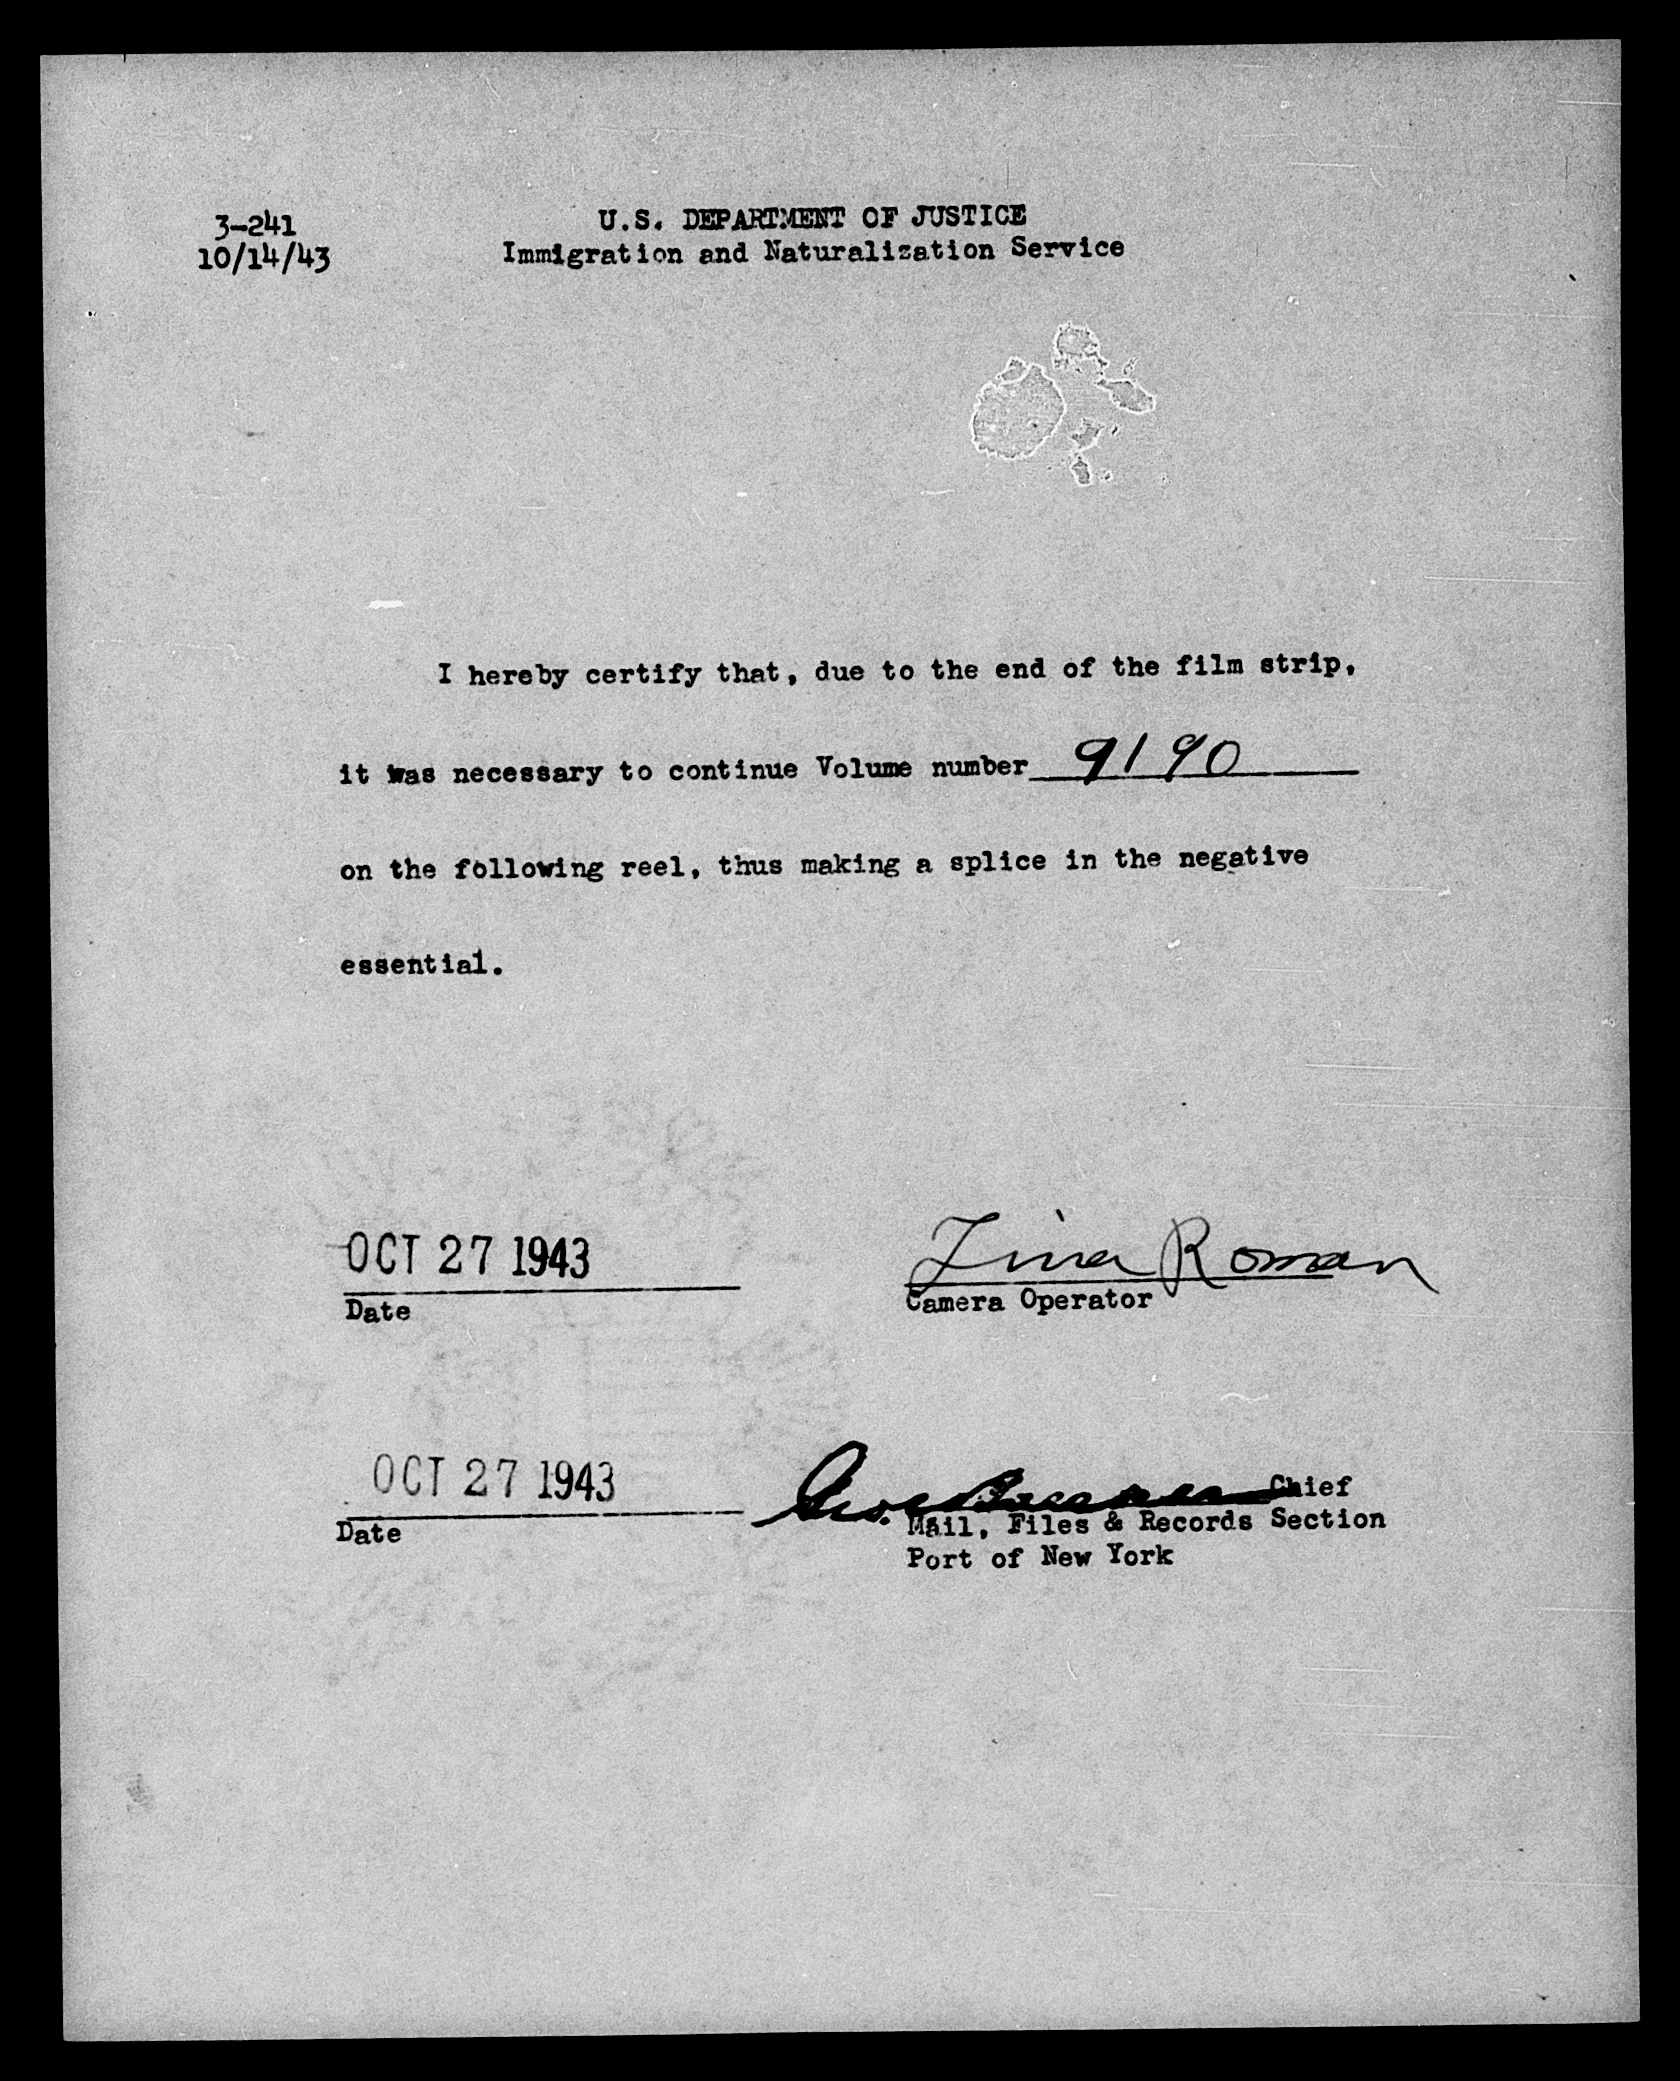 3-241
10/14/43
U.S. DEPARTMENT OF JUSTICE
Immigration and Naturalization Service
I hereby certify that, due to the end of the film strip,
it was necessary to continue Volume number 9190
on the following reel, thus making a splice in the negative
essential.
OCT 27 1943
Date
Tina Roman
Camera Operator
OCT 27 1943
Date
Chief
Mail, Files & Records Section
Port of New York